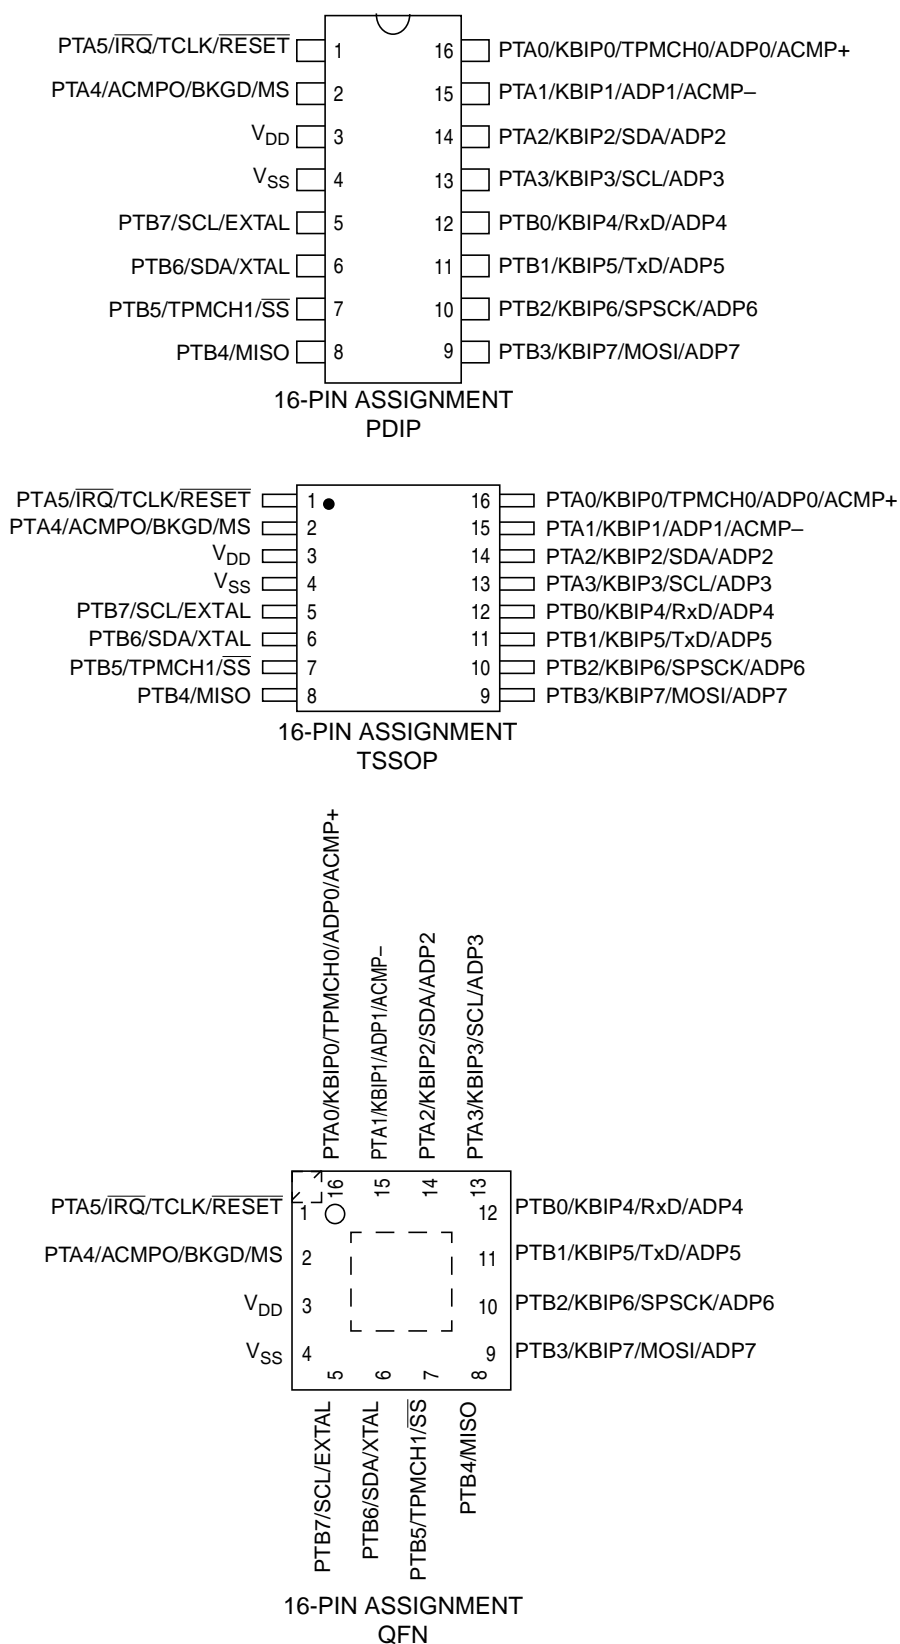 PTA5/IRQ/TCLK/RESET 1 16 PTA0/KBIP0/TPMCH0/ADP0/ACMP+
PTA4/ACMPO/BKGD/MS 2 15 PTA1/KBIP1/ADP1/ACMP–
VDD 3 14 PTA2/KBIP2/SDA/ADP2
VSS 4 13 PTA3/KBIP3/SCL/ADP3
PTB7/SCL/EXTAL 5 12 PTB0/KBIP4/RxD/ADP4
PTB6/SDA/XTAL 6 11 PTB1/KBIP5/TxD/ADP5
PTB5/TPMCH1/SS 7 10 PTB2/KBIP6/SPSCK/ADP6
PTB4/MISO 8 9 PTB3/KBIP7/MOSI/ADP7
16-PIN ASSIGNMENT
PDIP
PTA5/IRQ/TCLK/RESET 1 16 PTA0/KBIP0/TPMCH0/ADP0/ACMP+
PTA4/ACMPO/BKGD/MS 2 15 PTA1/KBIP1/ADP1/ACMP–
VDD 3 14 PTA2/KBIP2/SDA/ADP2
VSS 4 13 PTA3/KBIP3/SCL/ADP3
PTB7/SCL/EXTAL 5 12 PTB0/KBIP4/RxD/ADP4
PTB6/SDA/XTAL 6 11 PTB1/KBIP5/TxD/ADP5
PTB5/TPMCH1/SS 7 10 PTB2/KBIP6/SPSCK/ADP6
PTB4/MISO 8 9 PTB3/KBIP7/MOSI/ADP7
16-PIN ASSIGNMENT
TSSOP
PTA0/KBIP0/TPMCH0/ADP0/ACMP+
PTA1/KBIP1/ADP1/ACMP–
PTA2/KBIP2/SDA/ADP2
PTA3/KBIP3/SCL/ADP3
16 15 14 13
PTA5/IRQ/TCLK/RESET 1 12 PTB0/KBIP4/RxD/ADP4
PTA4/ACMPO/BKGD/MS 2 11 PTB1/KBIP5/TxD/ADP5
VDD 3 10 PTB2/KBIP6/SPSCK/ADP6
VSS 4 9 PTB3/KBIP7/MOSI/ADP7
5 6 7 8
PTB7/SCL/EXTAL
PTB6/SDA/XTAL
PTB5/TPMCH1/SS
PTB4/MISO
16-PIN ASSIGNMENT
QFN